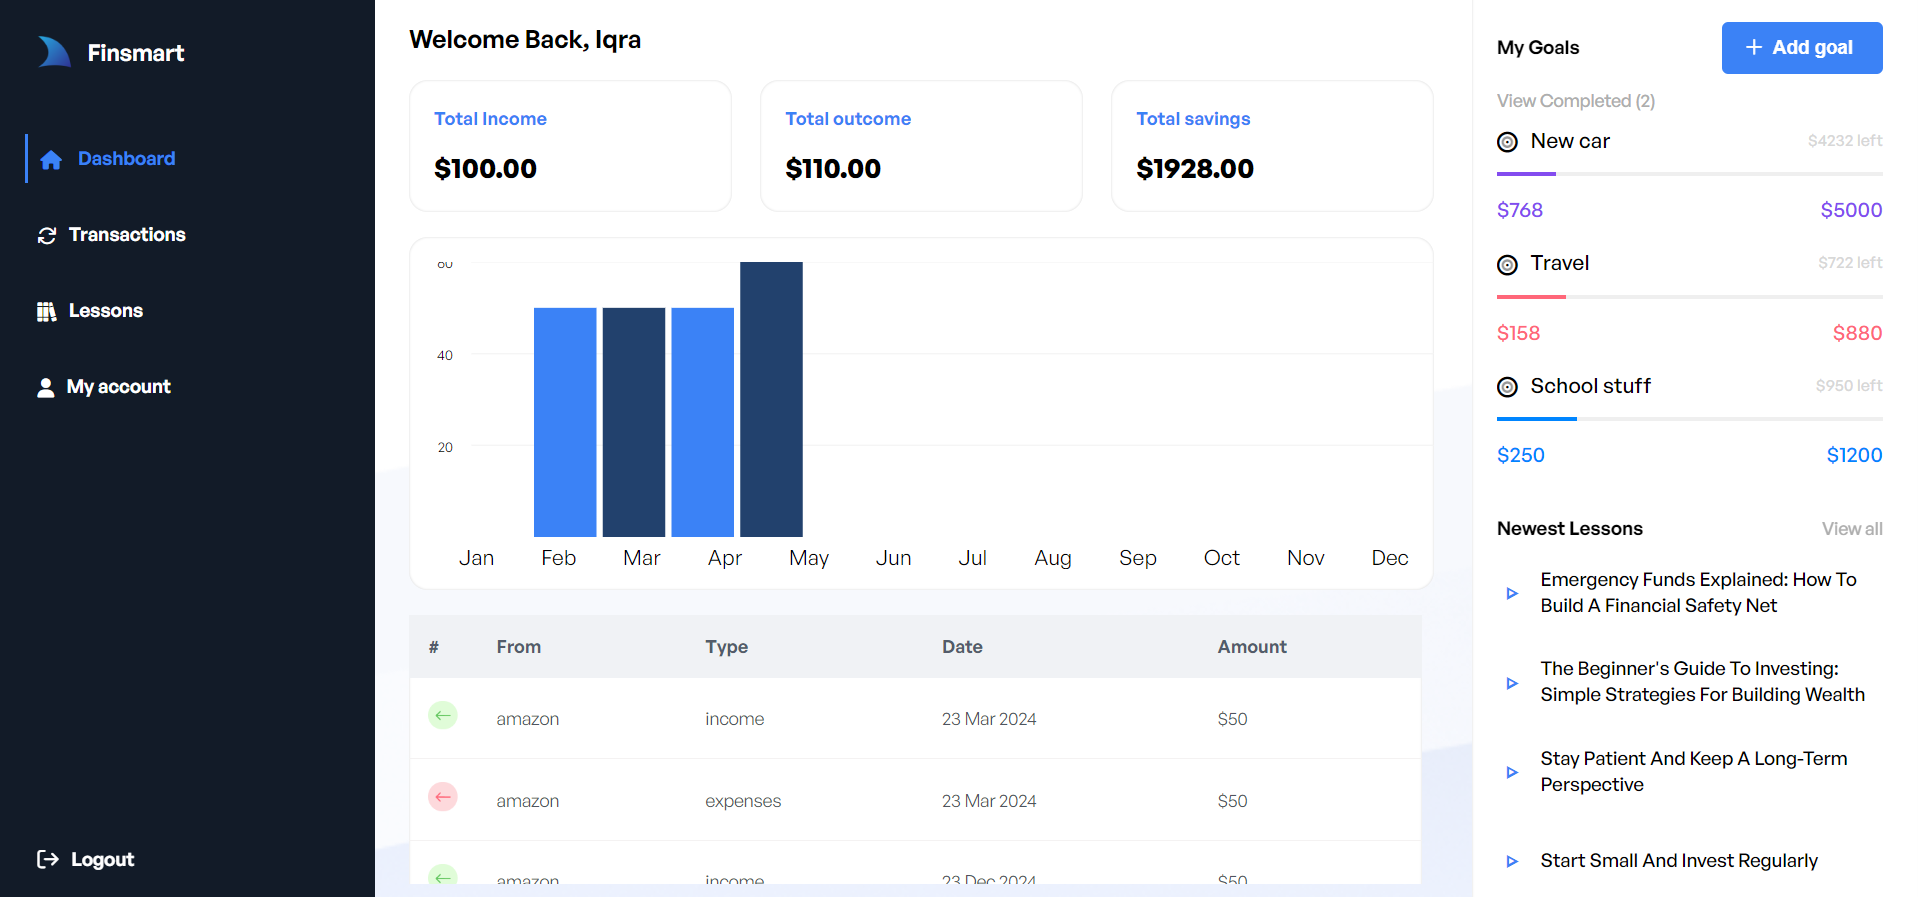 Finsmart
Dashboard
Transactions
Lessons
My account
Logout
Welcome Back, Iqra
Total Income
$100.00
Total outcome
$110.00
Total savings
$1928.00
60
40
20
Jan Feb Mar Apr May Jun Jul Aug Sep Oct Nov Dec
# From Type Date Amount
amazon income 23 Mar 2024 $50
amazon expenses 23 Mar 2024 $50
amazon income 23 Dec 2024 $50
My Goals
+ Add goal
View Completed (2)
New car $4232 left
$768 $5000
Travel $722 left
$158 $880
School stuff $950 left
$250 $1200
Newest Lessons View all
Emergency Funds Explained: How To
Build A Financial Safety Net
The Beginner's Guide To Investing:
Simple Strategies For Building Wealth
Stay Patient And Keep A Long-Term
Perspective
Start Small And Invest Regularly